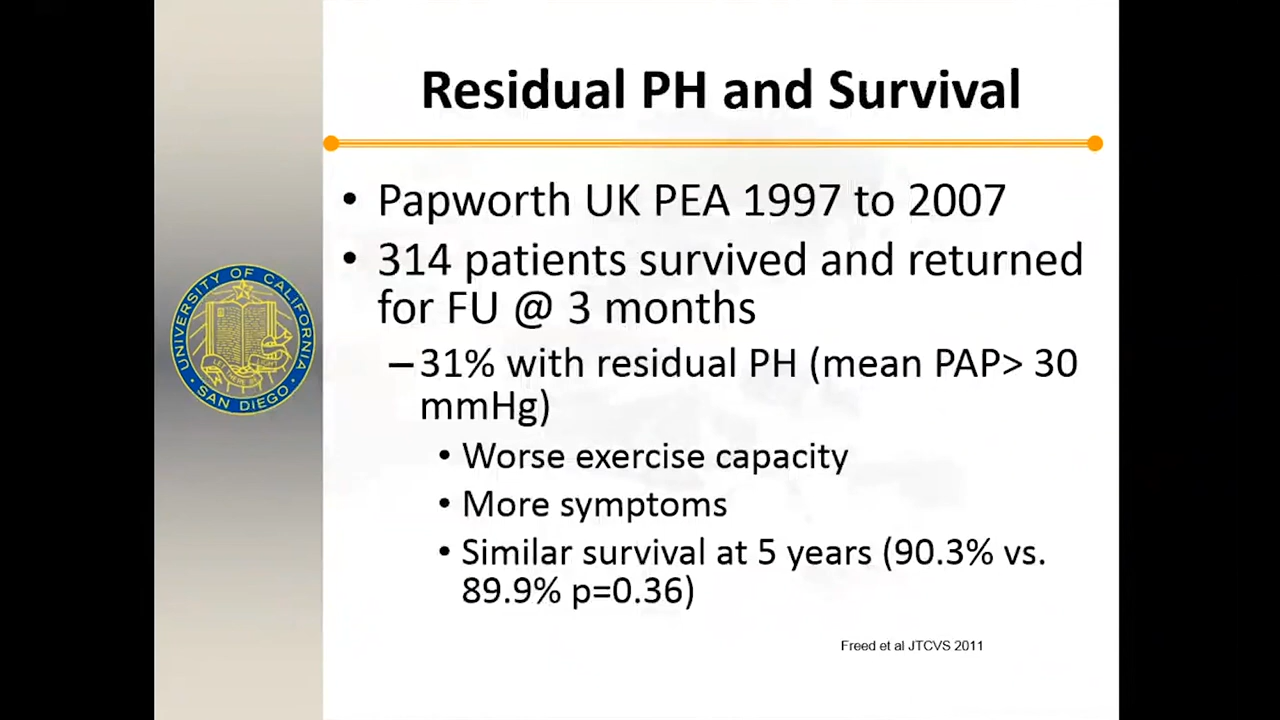 Residual PH and Survival
• Papworth UK PEA 1997 to 2007
• 314 patients survived and returned
for FU @ 3 months
–31% with residual PH (mean PAP> 30
mmHg)
• Worse exercise capacity
• More symptoms
• Similar survival at 5 years (90.3% vs.
89.9% p=0.36)
Freed et al JTCVS 2011
UNIVERSITY OF CALIFORNIA
SAN DIEGO